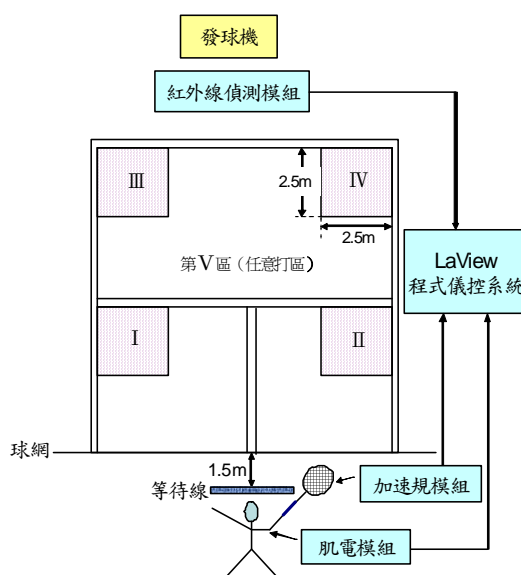 發球機
紅外線偵測模組
Ⅲ
2.5m
Ⅳ
2.5m
第Ⅴ區(任意打區)
LaView
程式儀控系統
Ⅰ
Ⅱ
球網
1.5m
等待線
加速規模組
肌電模組